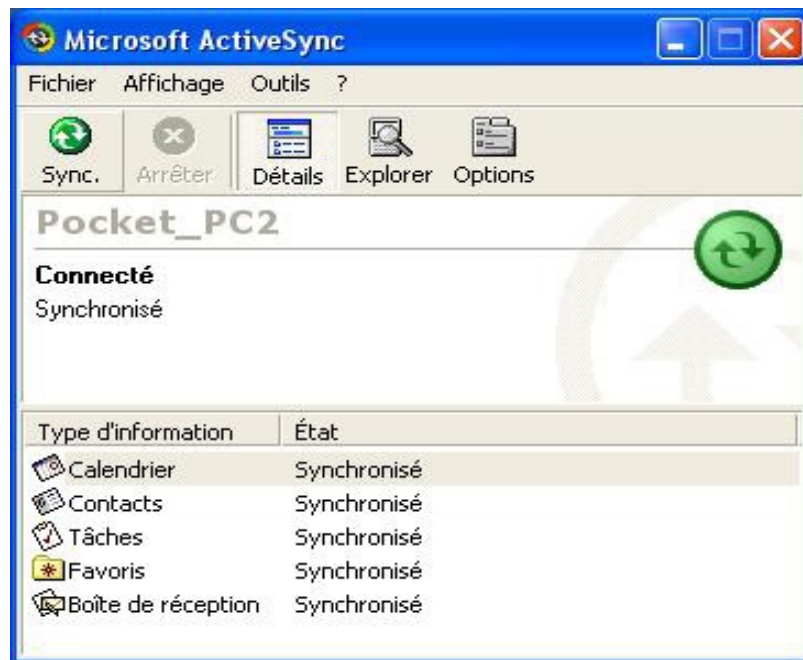 Microsoft ActiveSync
Fichier Affichage Outils ?
Sync. Arrêter Détails Explorer Options
Pocket_PC2
Connecté
Synchronisé
Type d'information État
Calendrier Synchronisé
Contacts Synchronisé
Tâches Synchronisé
Favoris Synchronisé
Boîte de réception Synchronisé